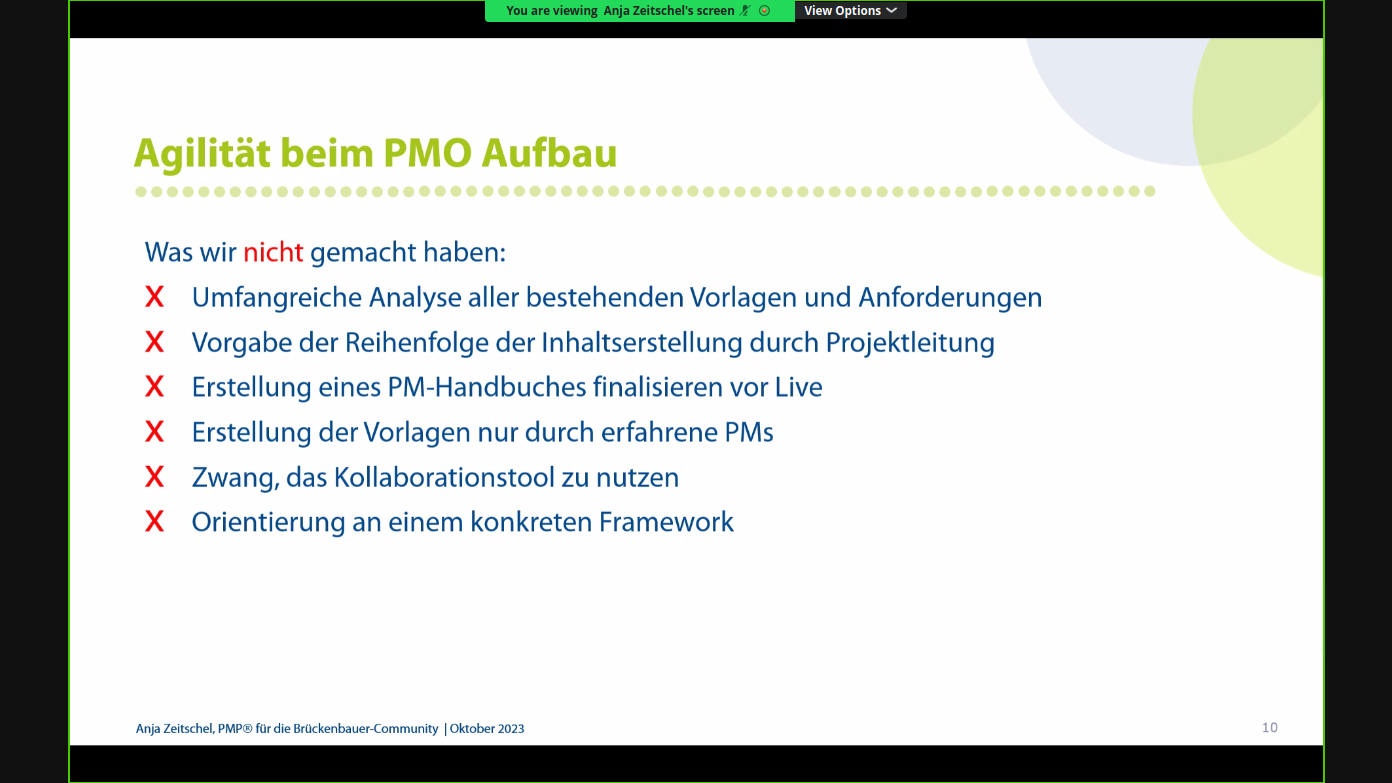 You are viewing Anja Zeitschel's screen View Options
Agilität beim PMO Aufbau
Was wir nicht gemacht haben:
X Umfangreiche Analyse aller bestehenden Vorlagen und Anforderungen
X Vorgabe der Reihenfolge der Inhaltserstellung durch Projektleitung
X Erstellung eines PM-Handbuches finalisieren vor Live
X Erstellung der Vorlagen nur durch erfahrene PMs
X Zwang, das Kollaborationstool zu nutzen
X Orientierung an einem konkreten Framework
Anja Zeitschel, PMP® für die Brückenbauer-Community | Oktober 2023 10